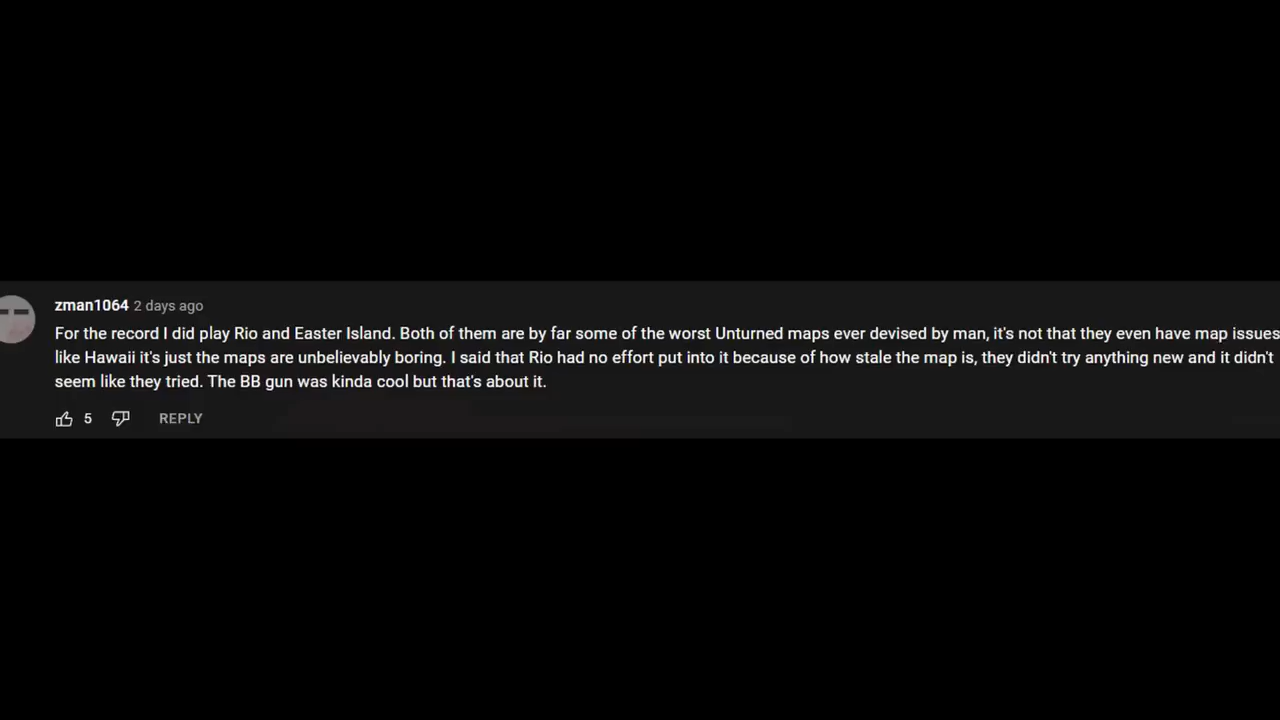 zman1064 2 days ago
For the record I did play Rio and Easter Island. Both of them are by far some of the worst Unturned maps ever devised by man, it's not that they even have map issues
like Hawaii it's just the maps are unbelievably boring. I said that Rio had no effort put into it because of how stale the map is, they didn't try anything new and it didn't
seem like they tried. The BB gun was kinda cool but that's about it.
5 REPLY